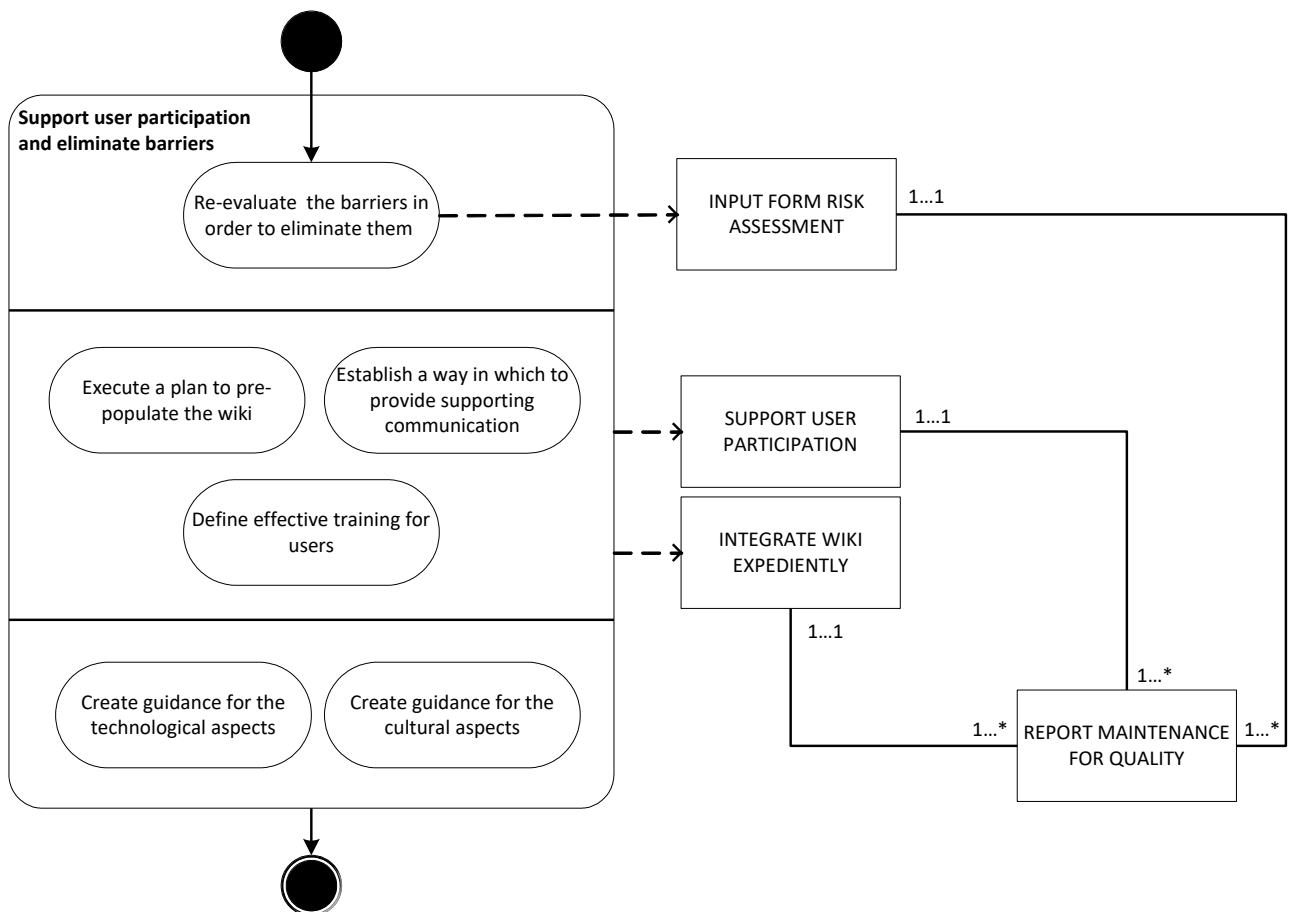 Support user participation
and eliminate barriers
Re-evaluate the barriers in
order to eliminate them
INPUT FORM RISK
ASSESSMENT
1...1
Execute a plan to pre-
populate the wiki
Establish a way in which to
provide supporting
communication
SUPPORT USER
PARTICIPATION
1...1
Define effective training for
users
INTEGRATE WIKI
EXPEDIENTLY
1...1
1...*
Create guidance for the
technological aspects
Create guidance for the
cultural aspects
1...*
REPORT MAINTENANCE
FOR QUALITY
1...*